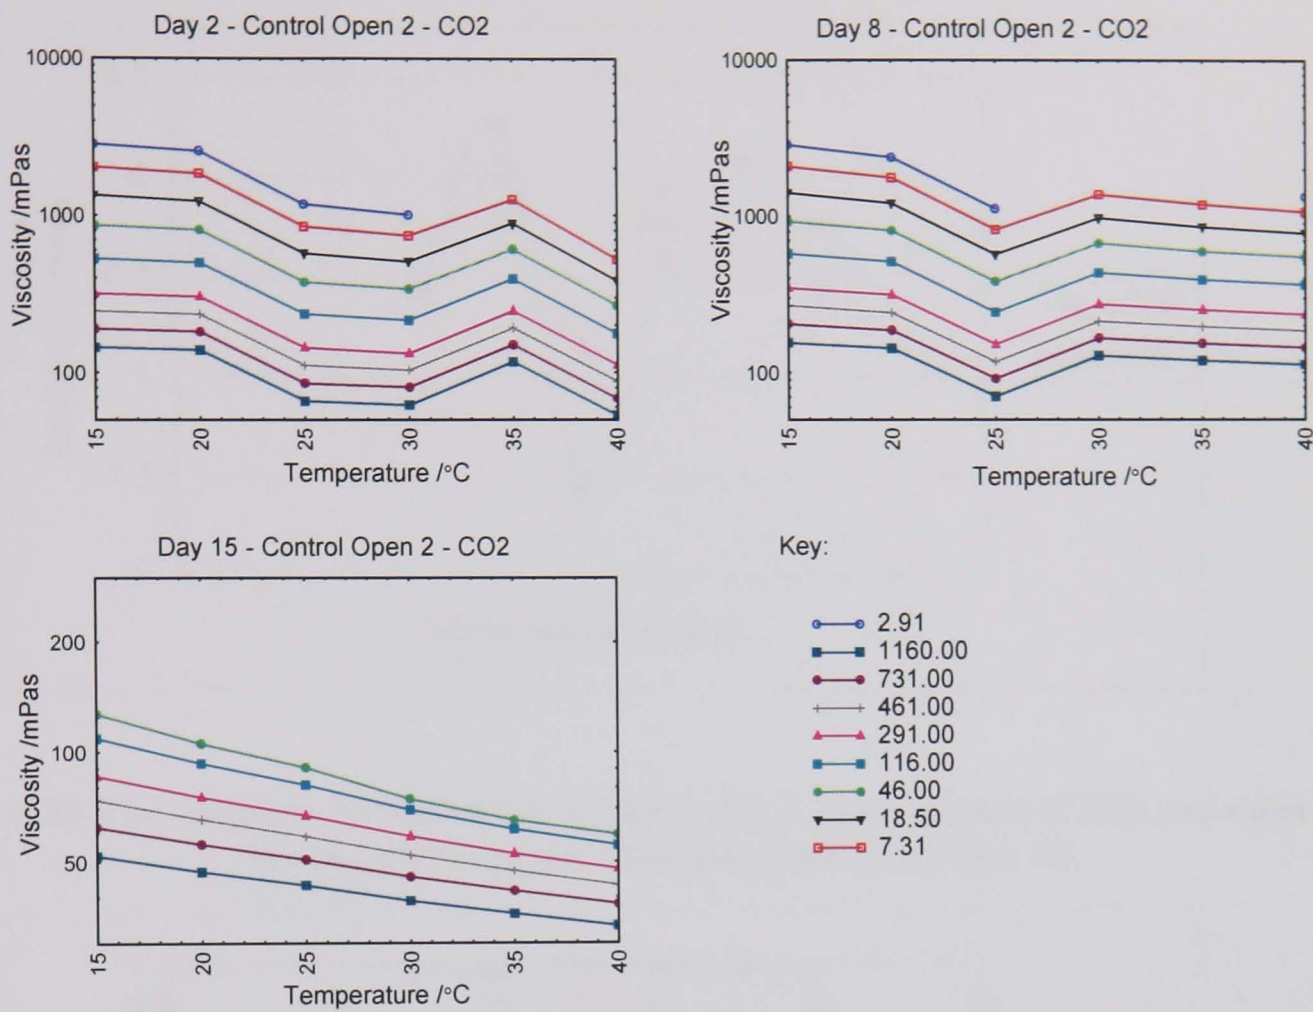 Day 2 - Control Open 2 - CO2
10000
1000
100
Viscosity /mPas
15 20 25 30 35 40
Temperature /°C
Day 8 - Control Open 2 - CO2
10000
1000
100
Viscosity /mPas
15 20 25 30 35 40
Temperature /°C
Day 15 - Control Open 2 - CO2
200
100
50
Viscosity /mPas
15 20 25 30 35 40
Temperature /°C
Key:
2.91
1160.00
731.00
461.00
291.00
116.00
46.00
18.50
7.31